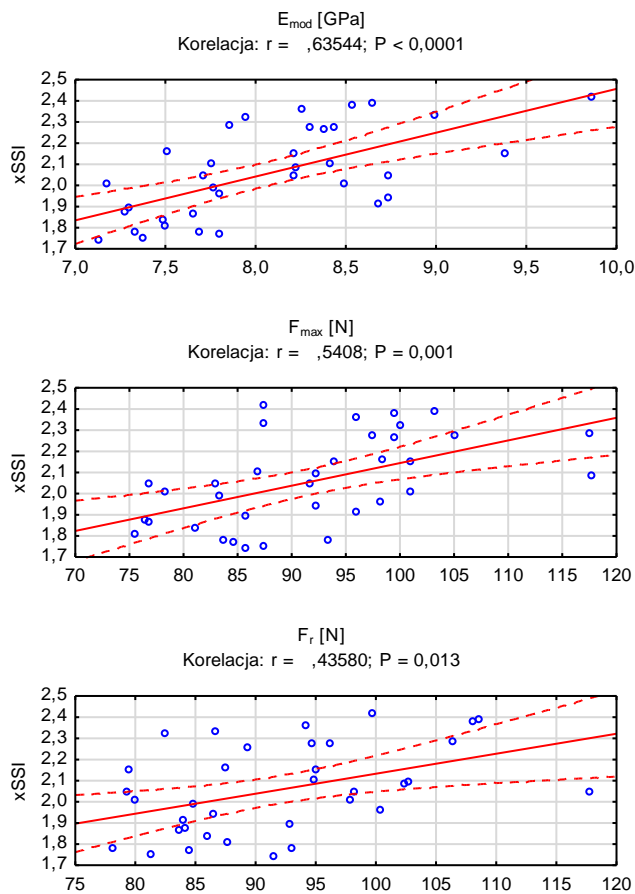 E_mod [GPa]
Korelacja: r = ,63544; P < 0,0001
2,5
2,4
2,3
2,2
2,1
2,0
1,9
1,8
1,7
xSSI
7,0 7,5 8,0 8,5 9,0 9,5 10,0
F_max [N]
Korelacja: r = ,5408; P = 0,001
2,5
2,4
2,3
2,2
2,1
2,0
1,9
1,8
1,7
xSSI
70 75 80 85 90 95 100 105 110 115 120
F_r [N]
Korelacja: r = ,43580; P = 0,013
2,5
2,4
2,3
2,2
2,1
2,0
1,9
1,8
1,7
xSSI
75 80 85 90 95 100 105 110 115 120